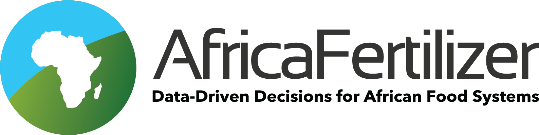 AfricaFertilizer
Data-Driven Decisions for African Food Systems